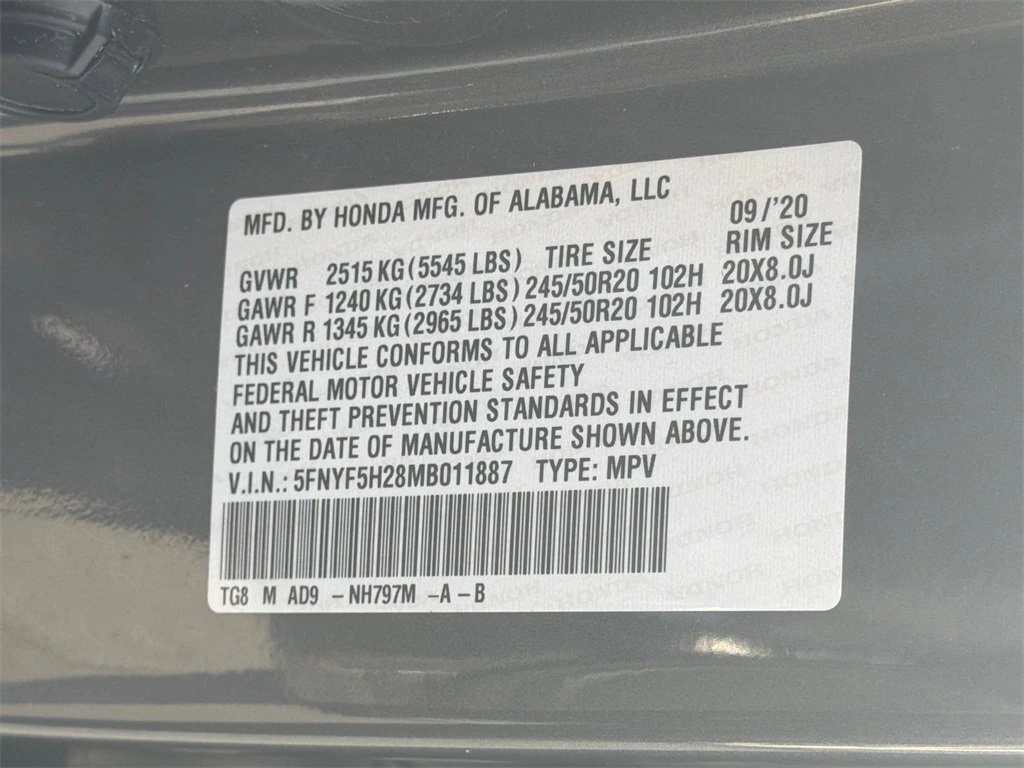 MFD. BY HONDA MFG. OF ALABAMA, LLC
09/'20
GVWR 2515 KG (5545 LBS) TIRE SIZE RIM SIZE
GAWR F 1240 KG (2734 LBS) 245/50R20 102H 20X8.0J
GAWR R 1345 KG (2965 LBS) 245/50R20 102H 20X8.0J
THIS VEHICLE CONFORMS TO ALL APPLICABLE
FEDERAL MOTOR VEHICLE SAFETY
AND THEFT PREVENTION STANDARDS IN EFFECT
ON THE DATE OF MANUFACTURE SHOWN ABOVE.
V.I.N.: 5FNYF5H28MB011887 TYPE: MPV
TG8 M AD9 -NH797M -A -B